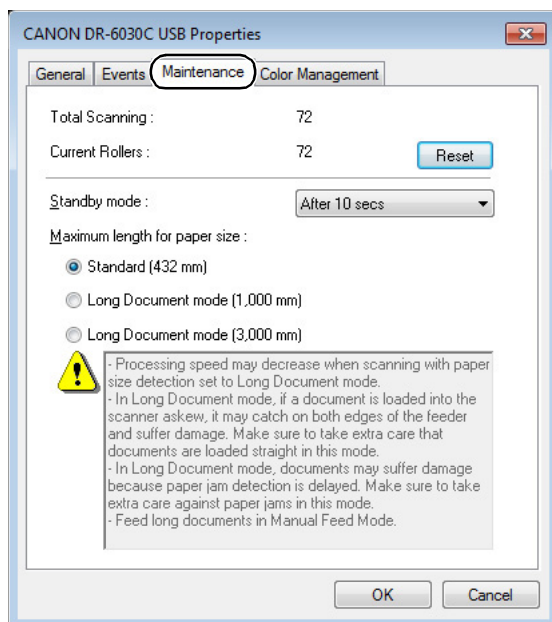 CANON DR-6030C USB Properties
General Events Maintenance Color Management
Total Scanning : 72
Current Rollers : 72 Reset
Standby mode : After 10 secs
Maximum length for paper size :
Standard (432 mm)
Long Document mode (1,000 mm)
Long Document mode (3,000 mm)
- Processing speed may decrease when scanning with paper
size detection set to Long Document mode.
- In Long Document mode, if a document is loaded into the
scanner askew, it may catch on both edges of the feeder
and suffer damage. Make sure to take extra care that
documents are loaded straight in this mode.
- In Long Document mode, documents may suffer damage
because paper jam detection is delayed. Make sure to take
extra care against paper jams in this mode.
- Feed long documents in Manual Feed Mode.
OK Cancel